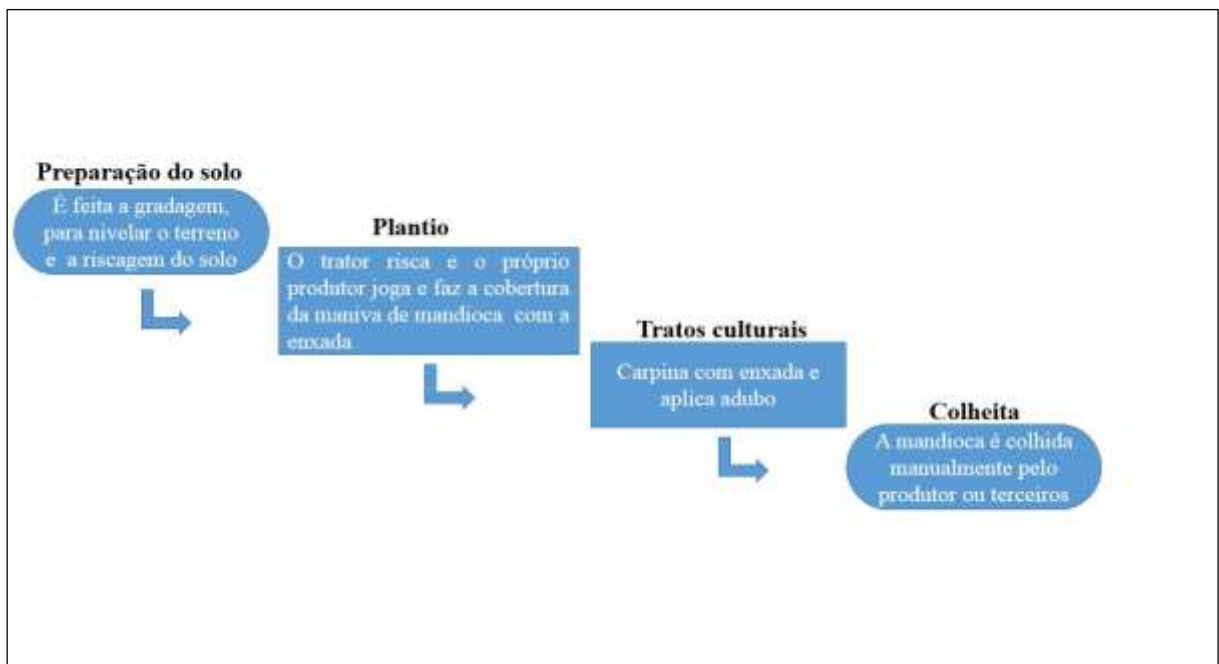 Preparação do solo
É feita a gradagem,
para nivelar o terreno
e a riscagem do solo
Plantio
O trator risca e o próprio
produtor joga e faz a cobertura
da maniva de mandioca com a
enxada
Tratos culturais
Carpina com enxada e
aplica adubo
Colheita
A mandioca é colhida
manualmente pelo
produtor ou terceiros